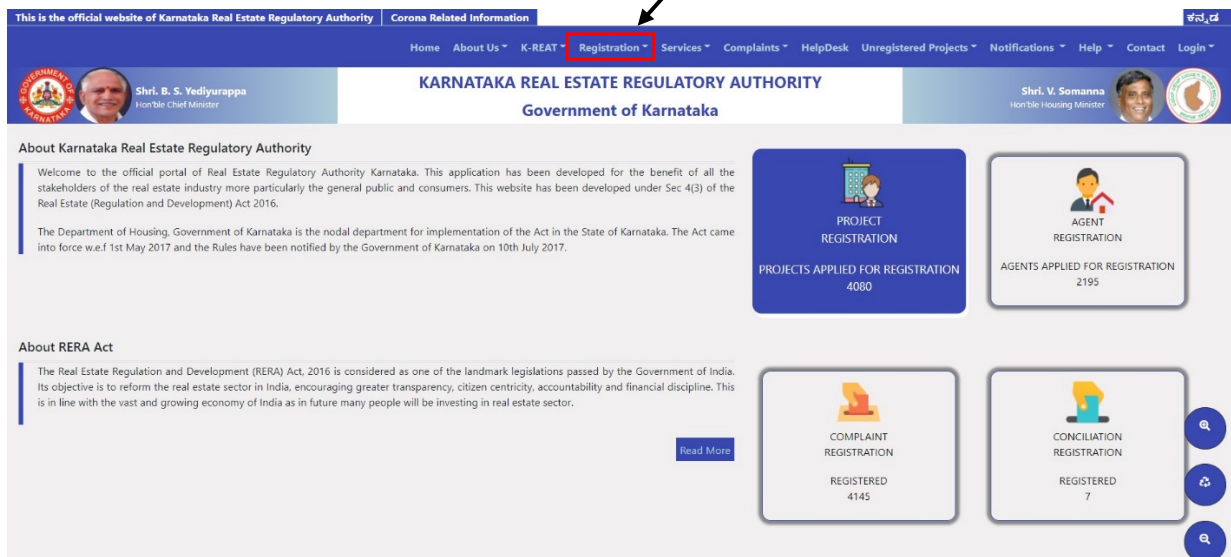 This is the official website of Karnataka Real Estate Regulatory Authority Corona Related Information ಕನ್ನಡ
Home About Us K-REAT Registration Services Complaints HelpDesk Unregistered Projects Notifications Help Contact Login
GOVERNMENT OF KARNATAKA
Shri. B. S. Yediyurappa
Hon'ble Chief Minister
KARNATAKA REAL ESTATE REGULATORY AUTHORITY
Government of Karnataka
Shri. V. Somanna
Hon'ble Housing Minister
About Karnataka Real Estate Regulatory Authority
Welcome to the official portal of Real Estate Regulatory Authority Karnataka. This application has been developed for the benefit of all the
stakeholders of the real estate industry more particularly the general public and consumers. This website has been developed under Sec 4(3) of the
Real Estate (Regulation and Development) Act 2016.
The Department of Housing, Government of Karnataka is the nodal department for implementation of the Act in the State of Karnataka. The Act came
into force w.e.f 1st May 2017 and the Rules have been notified by the Government of Karnataka on 10th July 2017.
PROJECT
REGISTRATION
PROJECTS APPLIED FOR REGISTRATION
4080
AGENT
REGISTRATION
AGENTS APPLIED FOR REGISTRATION
2195
About RERA Act
The Real Estate Regulation and Development (RERA) Act, 2016 is considered as one of the landmark legislations passed by the Government of India.
Its objective is to reform the real estate sector in India, encouraging greater transparency, citizen centricity, accountability and financial discipline. This
is in line with the vast and growing economy of India as in future many people will be investing in real estate sector.
Read More
COMPLAINT
REGISTRATION
REGISTERED
4145
CONCILIATION
REGISTRATION
REGISTERED
7